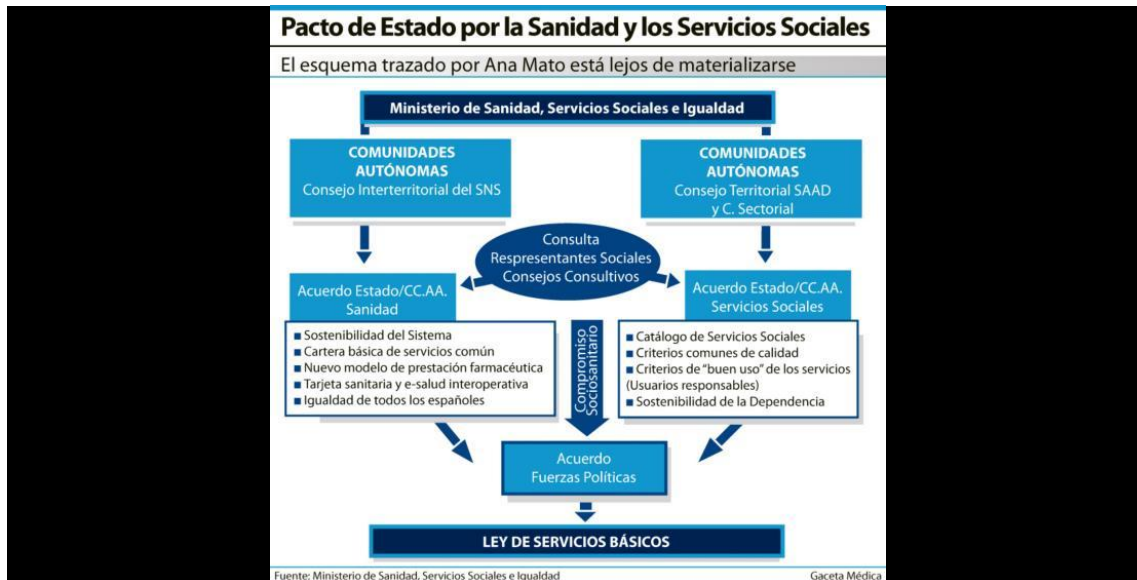 Pacto de Estado por la Sanidad y los Servicios Sociales
El esquema trazado por Ana Mato está lejos de materializarse
Ministerio de Sanidad, Servicios Sociales e Igualdad
COMUNIDADES
AUTÓNOMAS
Consejo Interterritorial del SNS
COMUNIDADES
AUTÓNOMAS
Consejo Territorial SAAD
y C. Sectorial
Consulta
Respresentantes Sociales
Consejos Consultivos
Acuerdo Estado/CC.AA.
Sanidad
Acuerdo Estado/CC.AA.
Servicios Sociales
■ Sostenibilidad del Sistema
■ Cartera básica de servicios común
■ Nuevo modelo de prestación farmacéutica
■ Tarjeta sanitaria y e-salud interoperativa
■ Igualdad de todos los españoles
Compromiso
Sociosanitario
■ Catálogo de Servicios Sociales
■ Criterios comunes de calidad
■ Criterios de "buen uso" de los servicios
(Usuarios responsables)
■ Sostenibilidad de la Dependencia
Acuerdo
Fuerzas Políticas
LEY DE SERVICIOS BÁSICOS
Fuente: Ministerio de Sanidad, Servicios Sociales e Igualdad
Gaceta Médica